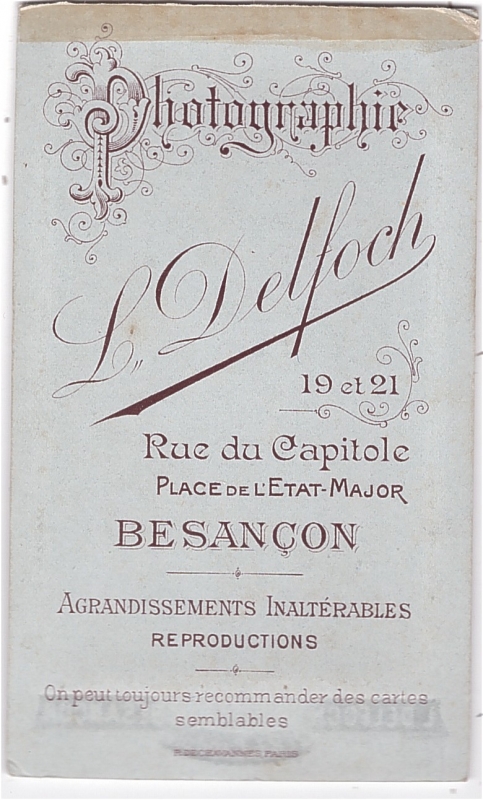 Photographie
L. Delfoch
19 et 21
Rue du Capitole
PLACE DE L'ETAT-MAJOR
BESANÇON
AGRANDISSEMENTS INALTÉRABLES
REPRODUCTIONS
On peut toujours recommander des cartes
semblables
PARIS